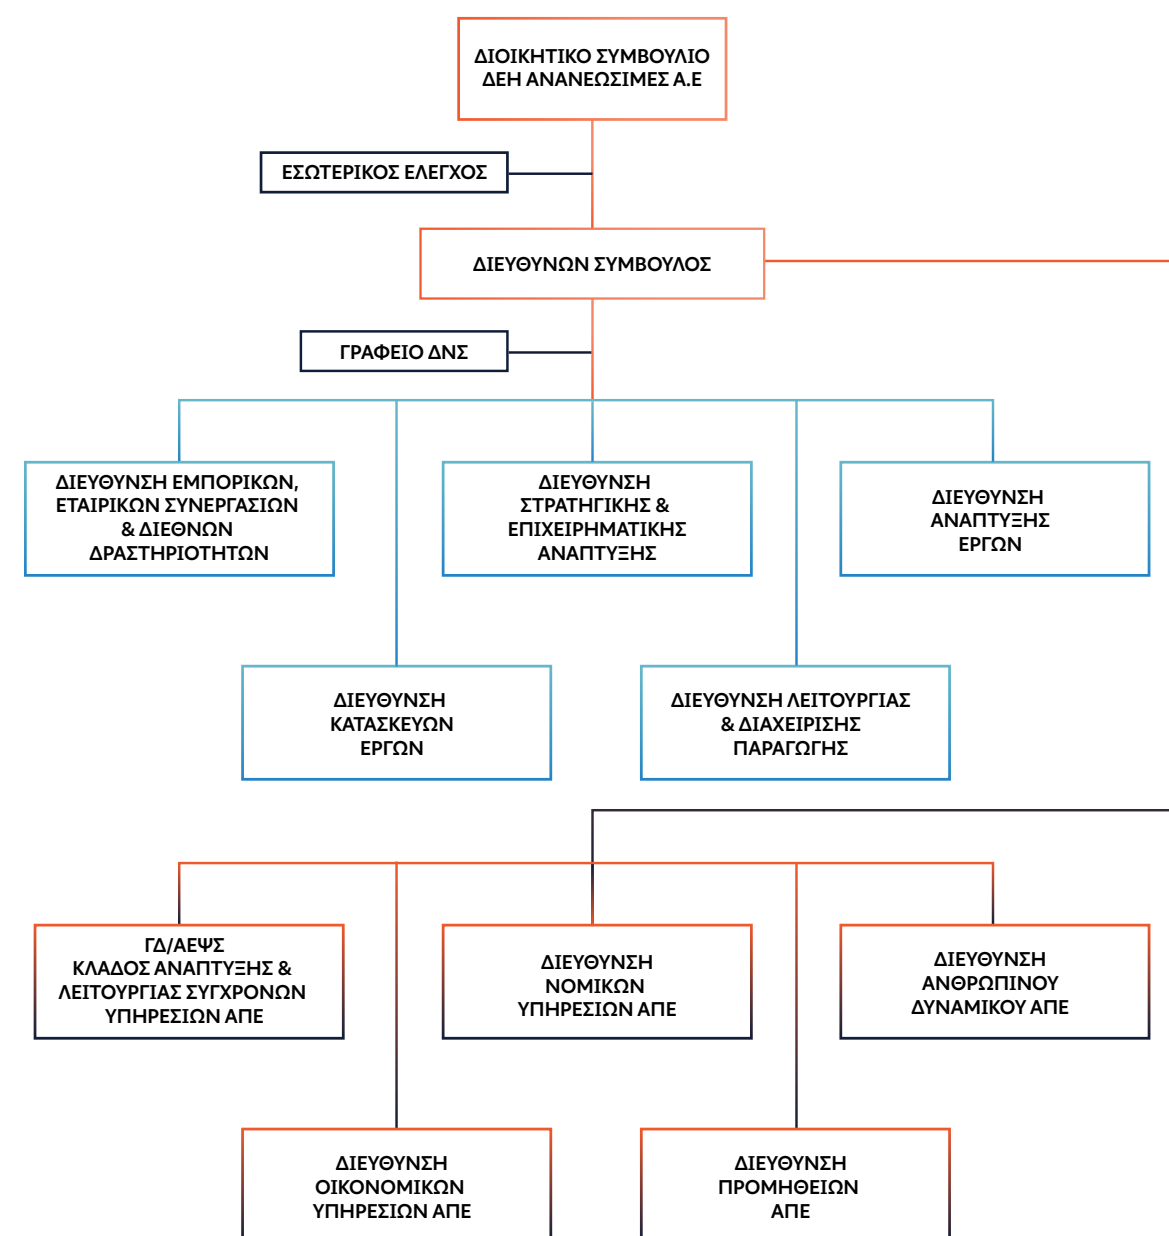 ΔΙΟΙΚΗΤΙΚΟ ΣΥΜΒΟΥΛΙΟ
ΔΕΗ ΑΝΑΝΕΩΣΙΜΕΣ Α.Ε
ΕΣΩΤΕΡΙΚΟΣ ΕΛΕΓΧΟΣ
ΔΙΕΥΘΥΝΩΝ ΣΥΜΒΟΥΛΟΣ
ΓΡΑΦΕΙΟ ΔΝΣ
ΔΙΕΥΘΥΝΣΗ ΕΜΠΟΡΙΚΩΝ,
ΕΤΑΙΡΙΚΩΝ ΣΥΝΕΡΓΑΣΙΩΝ
& ΔΙΕΘΝΩΝ
ΔΡΑΣΤΗΡΙΟΤΗΤΩΝ
ΔΙΕΥΘΥΝΣΗ
ΣΤΡΑΤΗΓΙΚΗΣ &
ΕΠΙΧΕΙΡΗΜΑΤΙΚΗΣ
ΑΝΑΠΤΥΞΗΣ
ΔΙΕΥΘΥΝΣΗ
ΑΝΑΠΤΥΞΗΣ
ΕΡΓΩΝ
ΔΙΕΥΘΥΝΣΗ
ΚΑΤΑΣΚΕΥΩΝ
ΕΡΓΩΝ
ΔΙΕΥΘΥΝΣΗ ΛΕΙΤΟΥΡΓΙΑΣ
& ΔΙΑΧΕΙΡΙΣΗΣ
ΠΑΡΑΓΩΓΗΣ
ΓΔ/ΑΕΨΣ
ΚΛΑΔΟΣ ΑΝΑΠΤΥΞΗΣ &
ΛΕΙΤΟΥΡΓΙΑΣ ΣΥΓΧΡΟΝΩΝ
ΥΠΗΡΕΣΙΩΝ ΑΠΕ
ΔΙΕΥΘΥΝΣΗ
ΝΟΜΙΚΩΝ
ΥΠΗΡΕΣΙΩΝ ΑΠΕ
ΔΙΕΥΘΥΝΣΗ
ΑΝΘΡΩΠΙΝΟΥ
ΔΥΝΑΜΙΚΟΥ ΑΠΕ
ΔΙΕΥΘΥΝΣΗ
ΟΙΚΟΝΟΜΙΚΩΝ
ΥΠΗΡΕΣΙΩΝ ΑΠΕ
ΔΙΕΥΘΥΝΣΗ
ΠΡΟΜΗΘΕΙΩΝ
ΑΠΕ